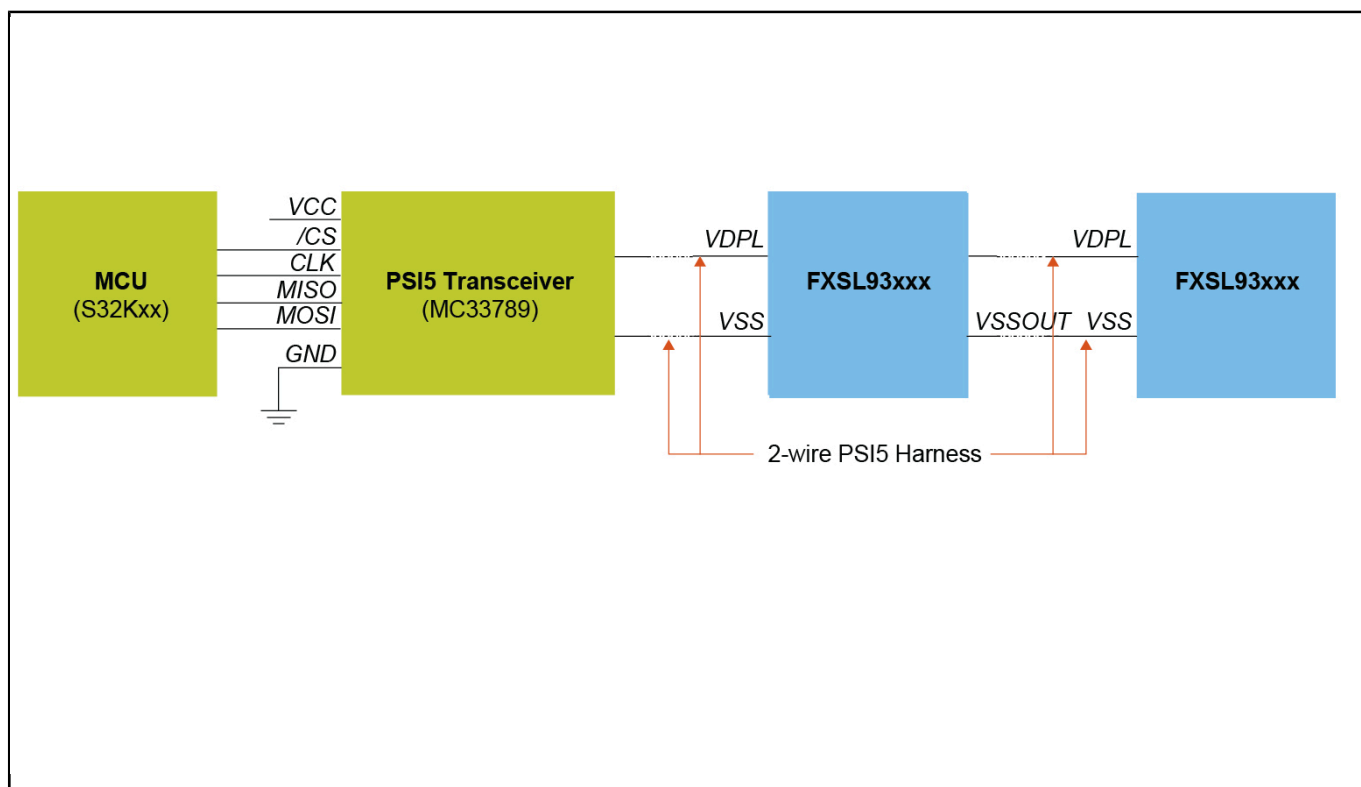 MCU
(S32Kxx)
VCC
/CS
CLK
MISO
MOSI
GND
PSI5 Transceiver
(MC33789)
VDPL
VSS
FXSL93xxx
VSSOUT
VDPL
VSS
FXSL93xxx
2-wire PSI5 Harness